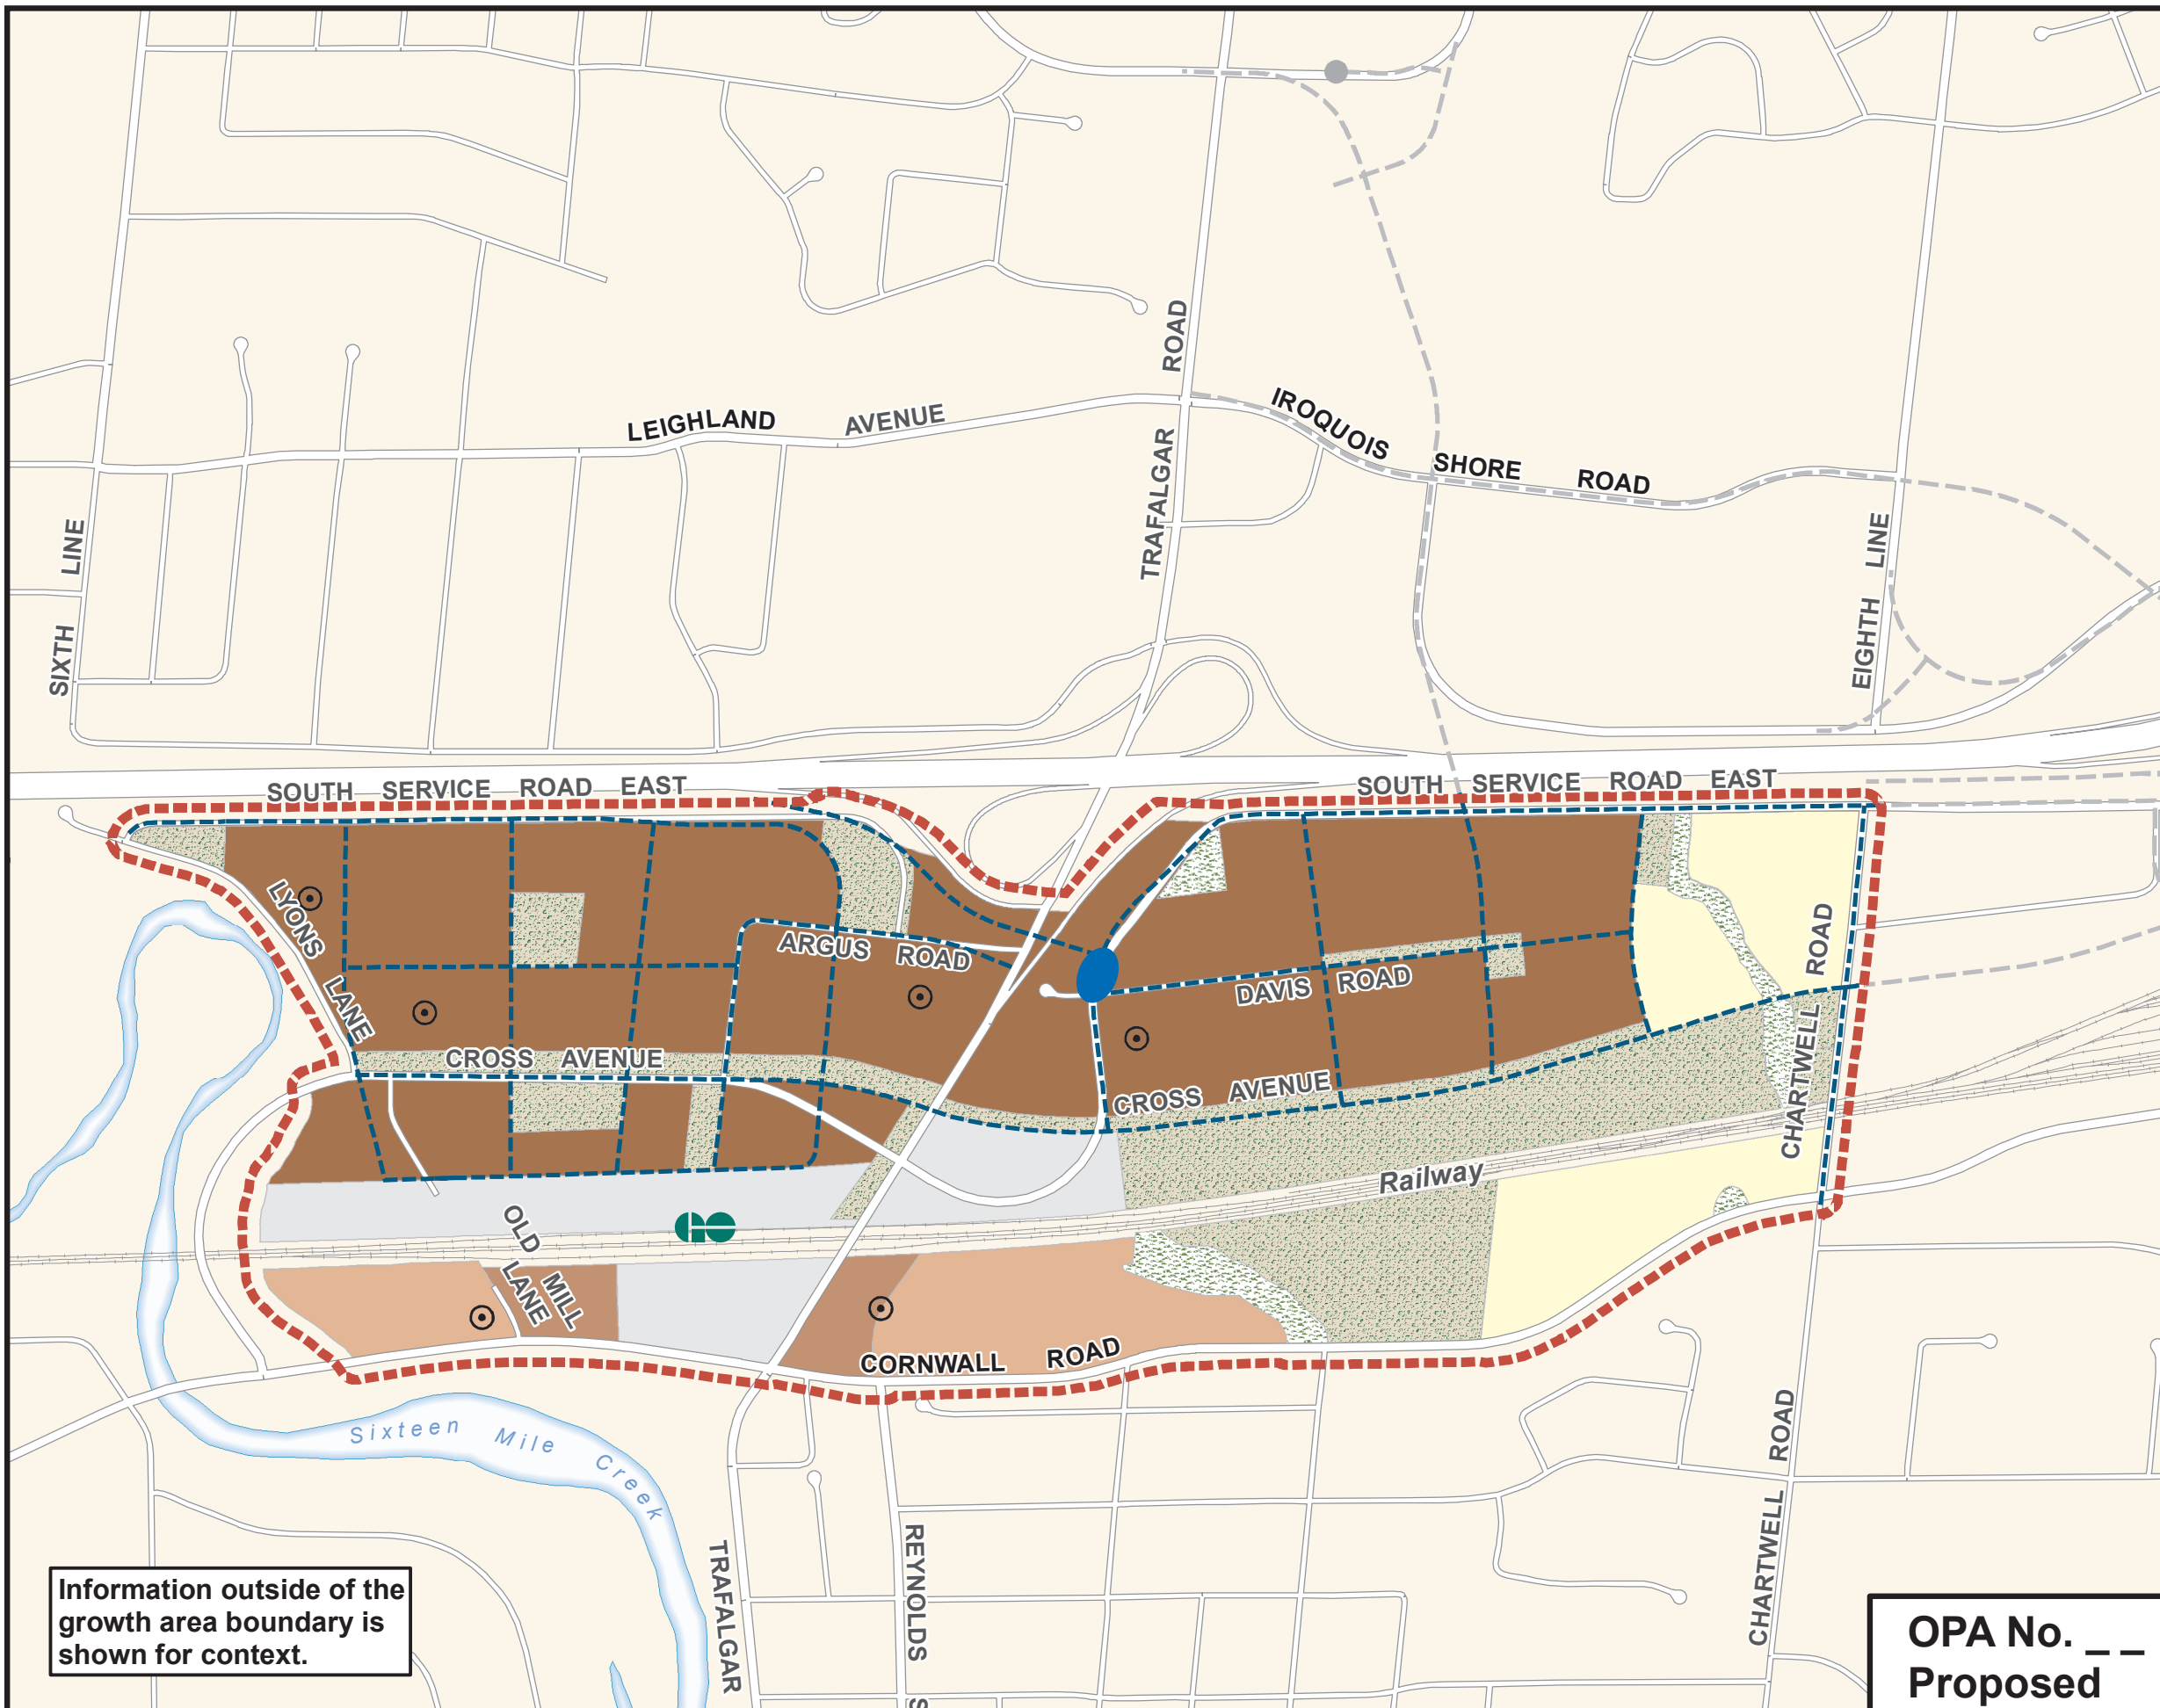 TRAFALGAR ROAD
LEIGHLAND AVENUE
IROQUOIS SHORE ROAD
SIXTH LINE
EIGHTH LINE
SOUTH SERVICE ROAD EAST
SOUTH SERVICE ROAD EAST
LYONS LANE
ARGUS ROAD
DAVIS ROAD
CHARTWELL ROAD
CROSS AVENUE
CROSS AVENUE
Railway
OLD MILL LANE
GO
CORNWALL ROAD
Sixteen Mile Creek
CHARTWELL ROAD
TRAFALGAR
REYNOLDS S
Information outside of the
growth area boundary is
shown for context.
OPA No. _ _
Proposed